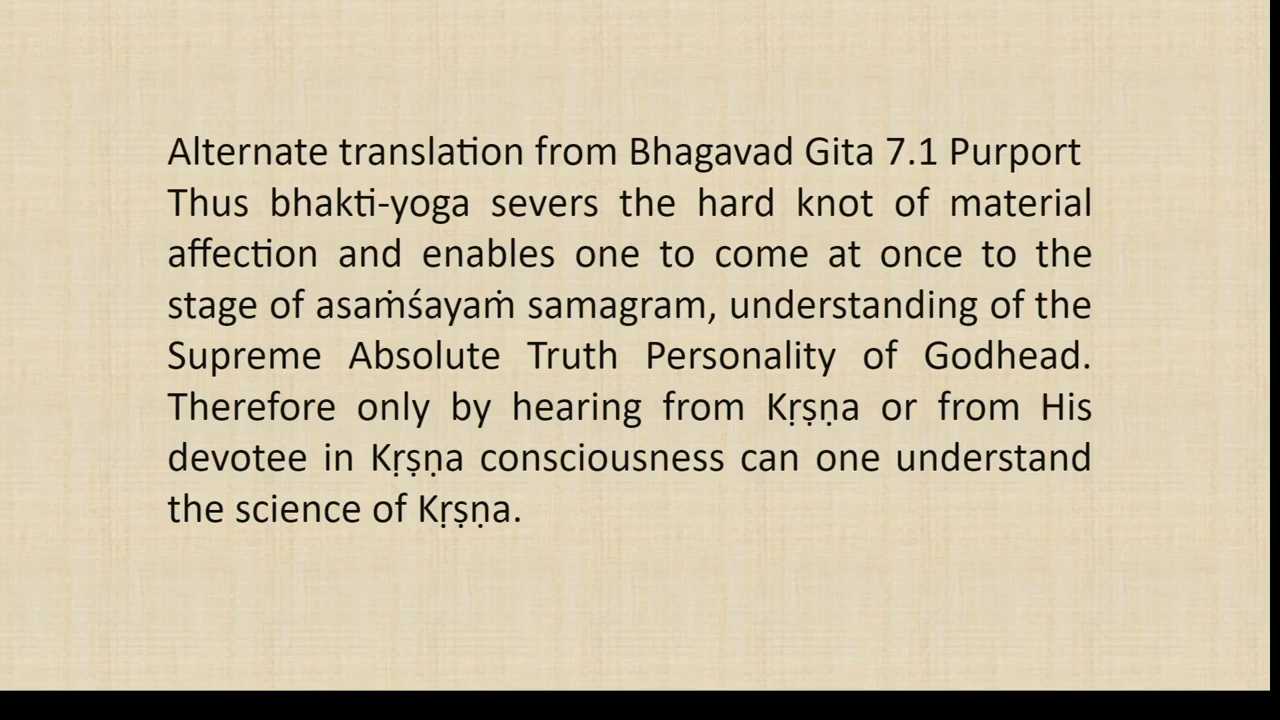 Alternate translation from Bhagavad Gita 7.1 Purport
Thus bhakti-yoga severs the hard knot of material
affection and enables one to come at once to the
stage of asaṁśayaṁ samagram, understanding of the
Supreme Absolute Truth Personality of Godhead.
Therefore only by hearing from Kṛṣṇa or from His
devotee in Kṛṣṇa consciousness can one understand
the science of Kṛṣṇa.